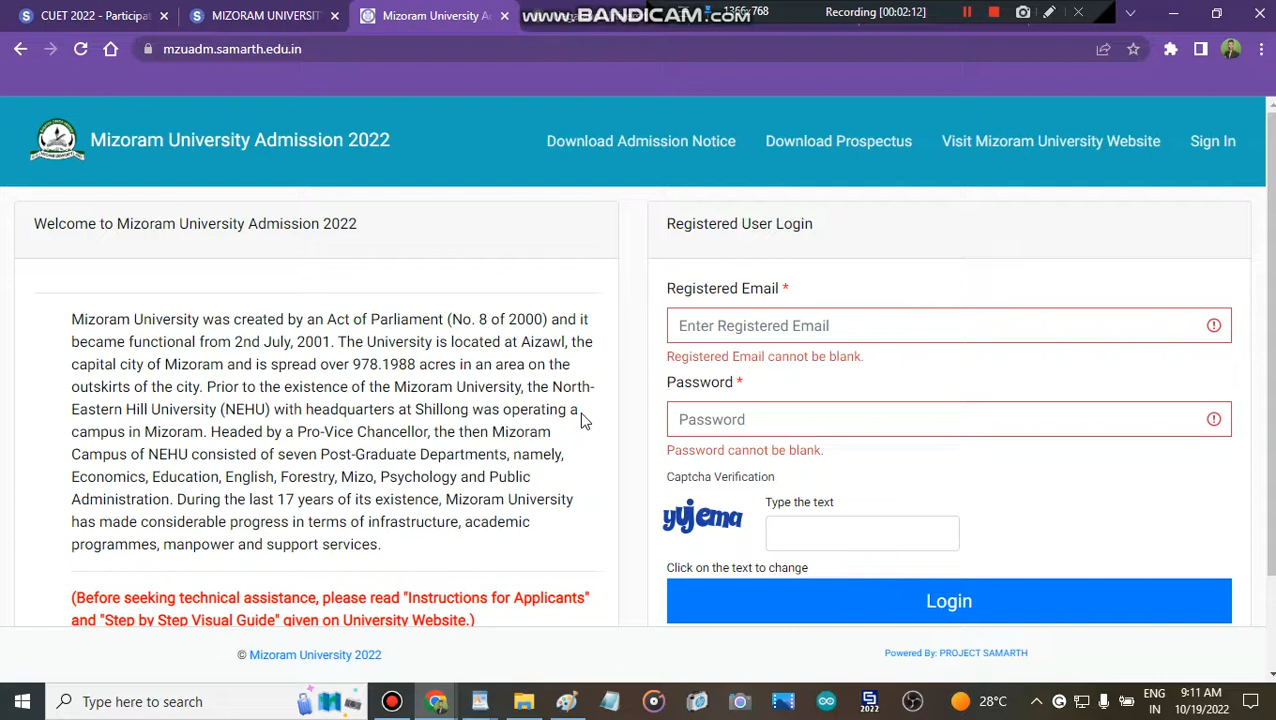 CUET 2022 - Participat
MIZORAM UNIVERSIT
Mizoram University A
www.BANDICAM.com
1366x768
Recording [00:02:12]
mzuadm.samarth.edu.in
Mizoram University Admission 2022
Download Admission Notice
Download Prospectus
Visit Mizoram University Website
Sign In
Welcome to Mizoram University Admission 2022
Mizoram University was created by an Act of Parliament (No. 8 of 2000) and it
became functional from 2nd July, 2001. The University is located at Aizawl, the
capital city of Mizoram and is spread over 978.1988 acres in an area on the
outskirts of the city. Prior to the existence of the Mizoram University, the North-
Eastern Hill University (NEHU) with headquarters at Shillong was operating a
campus in Mizoram. Headed by a Pro-Vice Chancellor, the then Mizoram
Campus of NEHU consisted of seven Post-Graduate Departments, namely,
Economics, Education, English, Forestry, Mizo, Psychology and Public
Administration. During the last 17 years of its existence, Mizoram University
has made considerable progress in terms of infrastructure, academic
programmes, manpower and support services.
(Before seeking technical assistance, please read "Instructions for Applicants"
and "Step by Step Visual Guide" given on University Website.)
Registered User Login
Registered Email *
Enter Registered Email
Registered Email cannot be blank.
Password *
Password
Password cannot be blank.
Captcha Verification
yujema
Type the text
Click on the text to change
Login
© Mizoram University 2022
Powered By: PROJECT SAMARTH
Type here to search
2022
28°C
ENG
IN
9:11 AM
10/19/2022